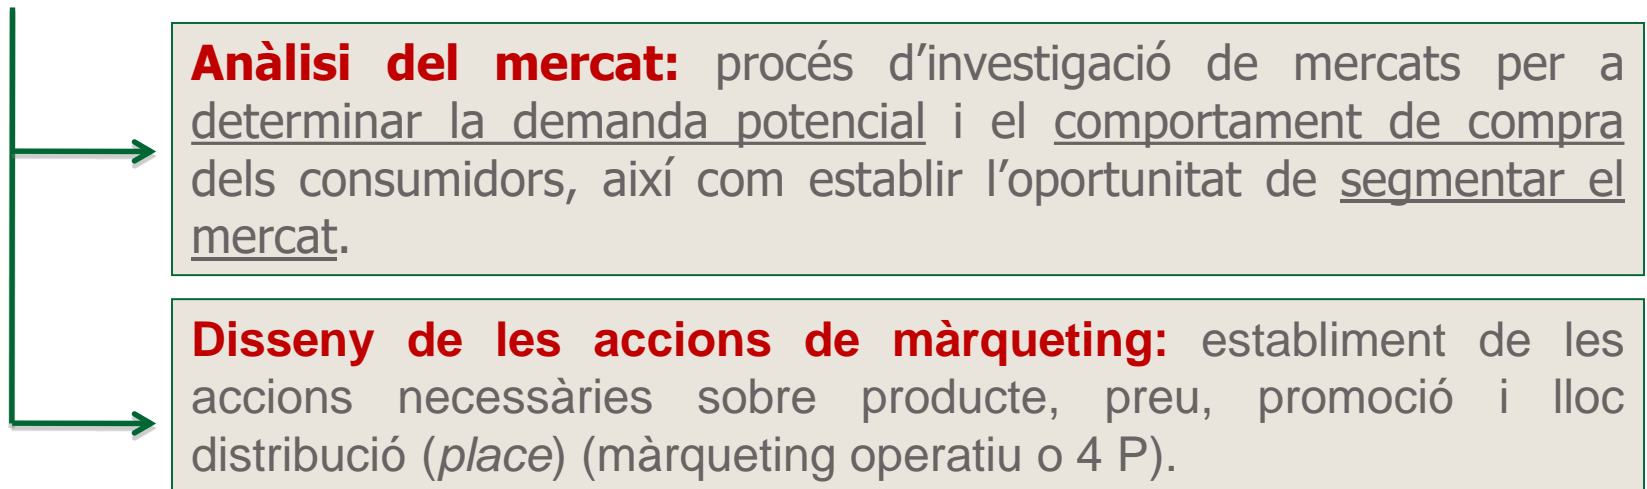 Anàlisi del mercat: procés d’investigació de mercats per a
determinar la demanda potencial i el comportament de compra
dels consumidors, així com establir l’oportunitat de segmentar el
mercat.
Disseny de les accions de màrqueting: establiment de les
accions necessàries sobre producte, preu, promoció i lloc
distribució (place) (màrqueting operatiu o 4 P).